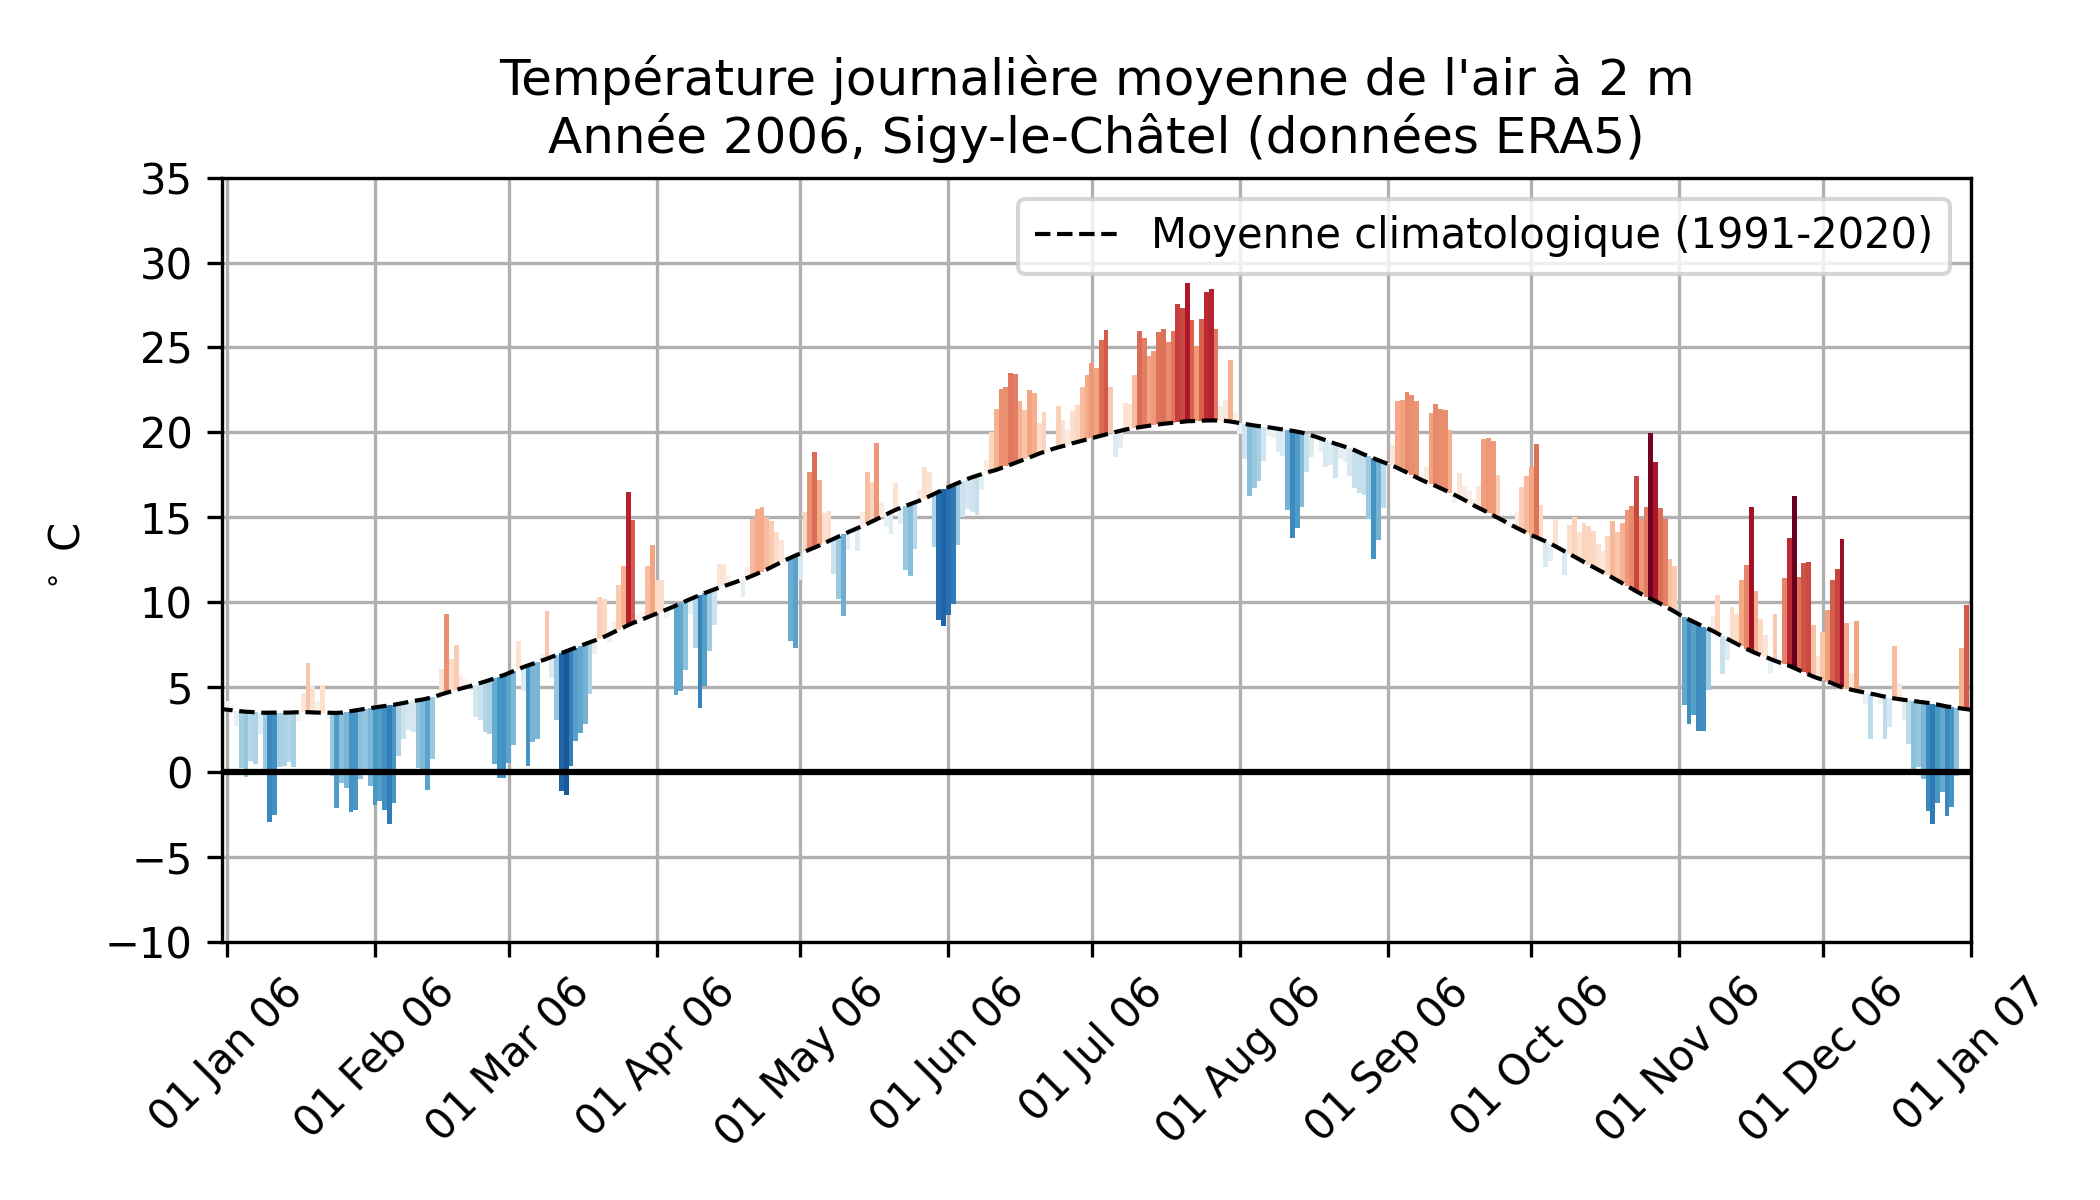 Température journalière moyenne de l'air à 2 m
Année 2006, Sigy-le-Châtel (données ERA5)
Moyenne climatologique (1991-2020)
° C
35
30
25
20
15
10
5
0
−5
−10
01 Jan 06
01 Feb 06
01 Mar 06
01 Apr 06
01 May 06
01 Jun 06
01 Jul 06
01 Aug 06
01 Sep 06
01 Oct 06
01 Nov 06
01 Dec 06
01 Jan 07